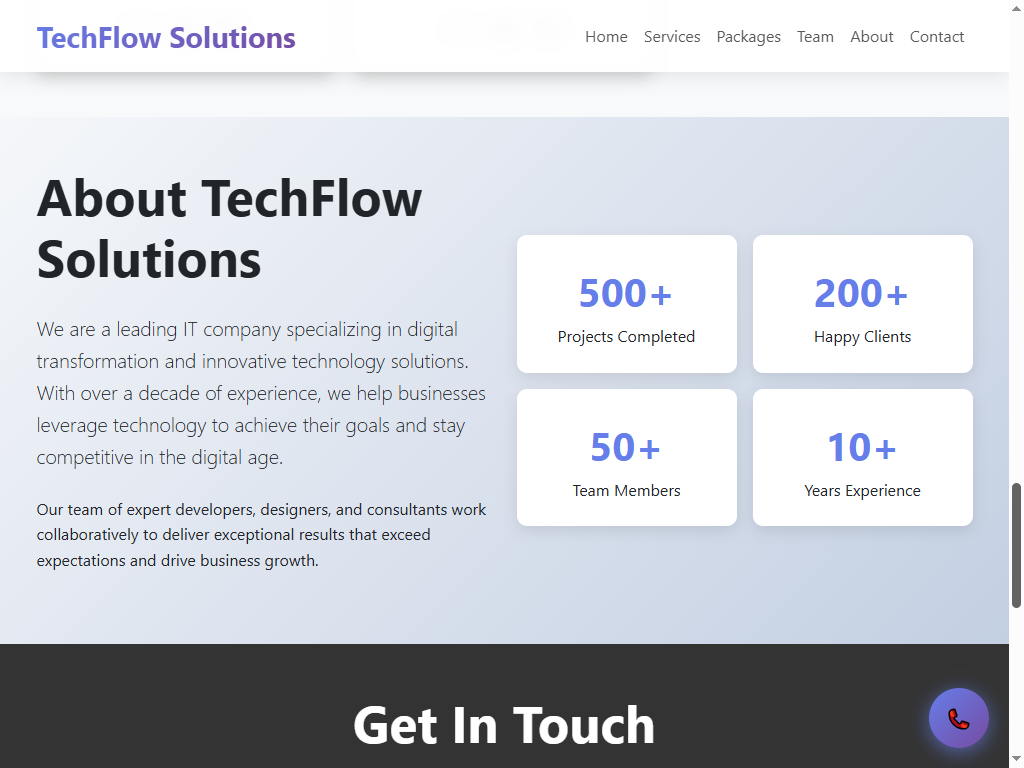 TechFlow Solutions
Home Services Packages Team About Contact
About TechFlow
Solutions
We are a leading IT company specializing in digital
transformation and innovative technology solutions.
With over a decade of experience, we help businesses
leverage technology to achieve their goals and stay
competitive in the digital age.
Our team of expert developers, designers, and consultants work
collaboratively to deliver exceptional results that exceed
expectations and drive business growth.
500+
Projects Completed
200+
Happy Clients
50+
Team Members
10+
Years Experience
Get In Touch